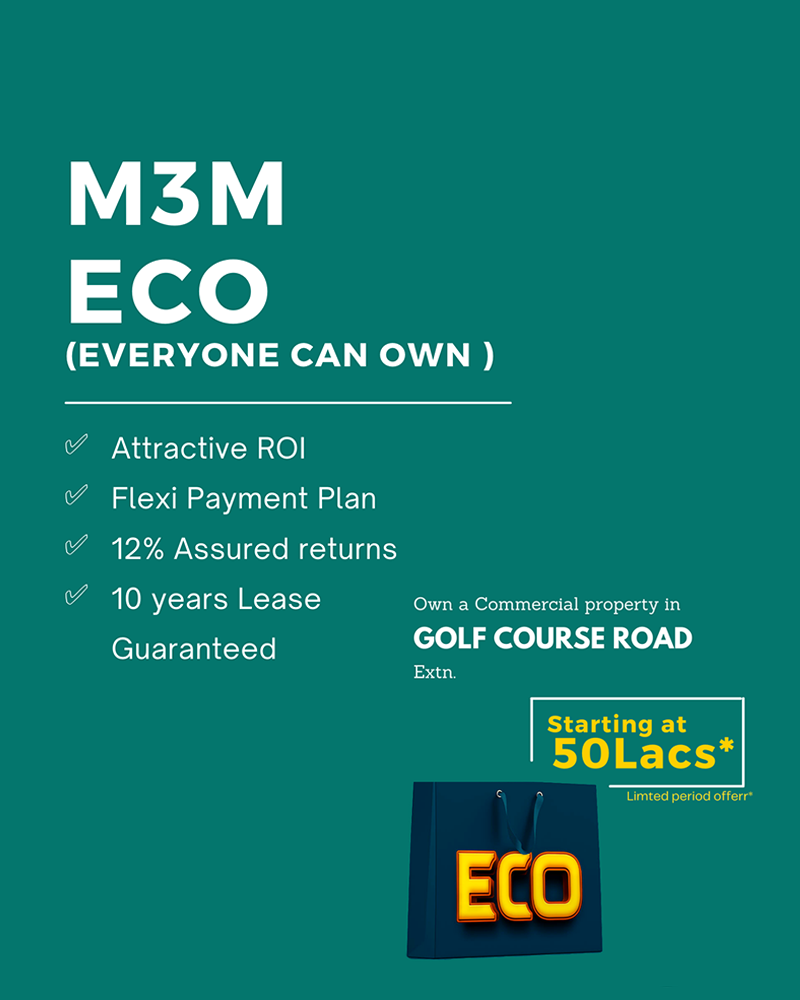 M3M
ECO
(EVERYONE CAN OWN )
✓ Attractive ROI
✓ Flexi Payment Plan
✓ 12% Assured returns
✓ 10 years Lease
Guaranteed
Own a Commercial property in
GOLF COURSE ROAD
Extn.
Starting at
50Lacs*
Limted period offerr*
ECO